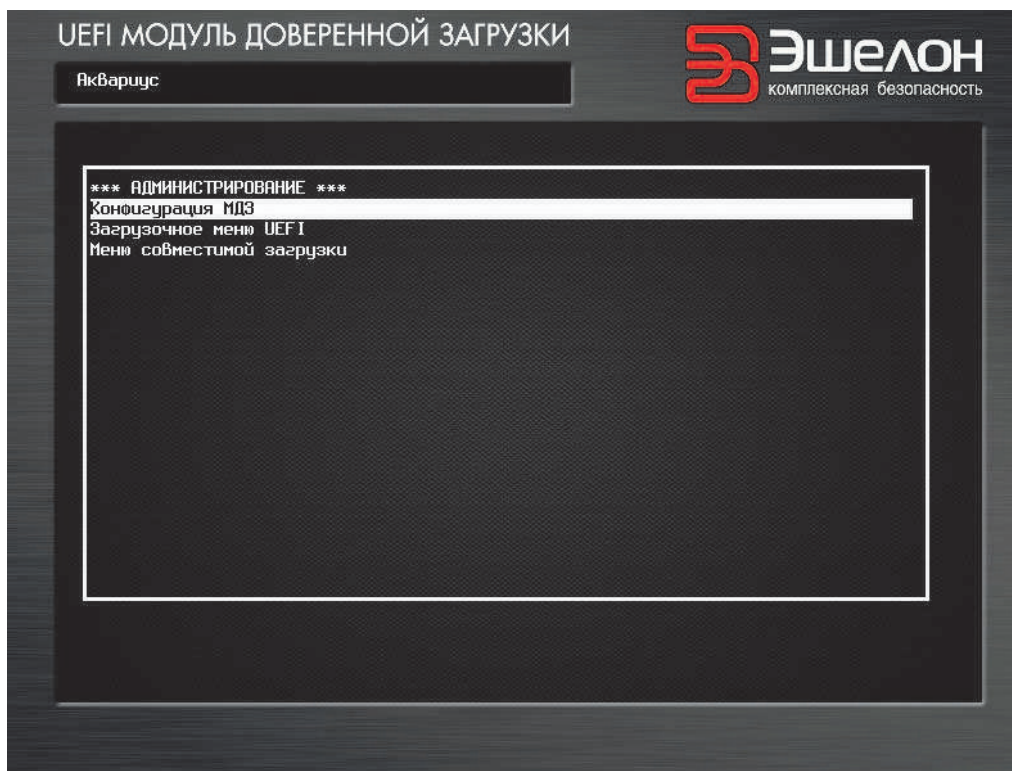 UEFI МОДУЛЬ ДОВЕРЕННОЙ ЗАГРУЗКИ
Аквариус
Эшелон
комплексная безопасность
*** АДМИНИСТРИРОВАНИЕ ***
Конфигурация МДЗ
Загрузочное меню UEFI
Меню совместимой загрузки